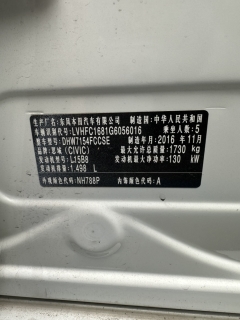 生产厂名：东风本田汽车有限公司 制造国：中华人民共和国
车辆识别代号：LVHFC1681G6056016 乘坐人数：5
整车型号：DHW7154FCCSE 制造年月：2016 年 11月
品牌：思域（CIVIC） 最大允许总质量：1730 kg
发动机型号：L15B8 发动机最大净功率：130 kW
发动机排量：1.498 L
外观颜色代码：NH788P 内饰颜色代码：A